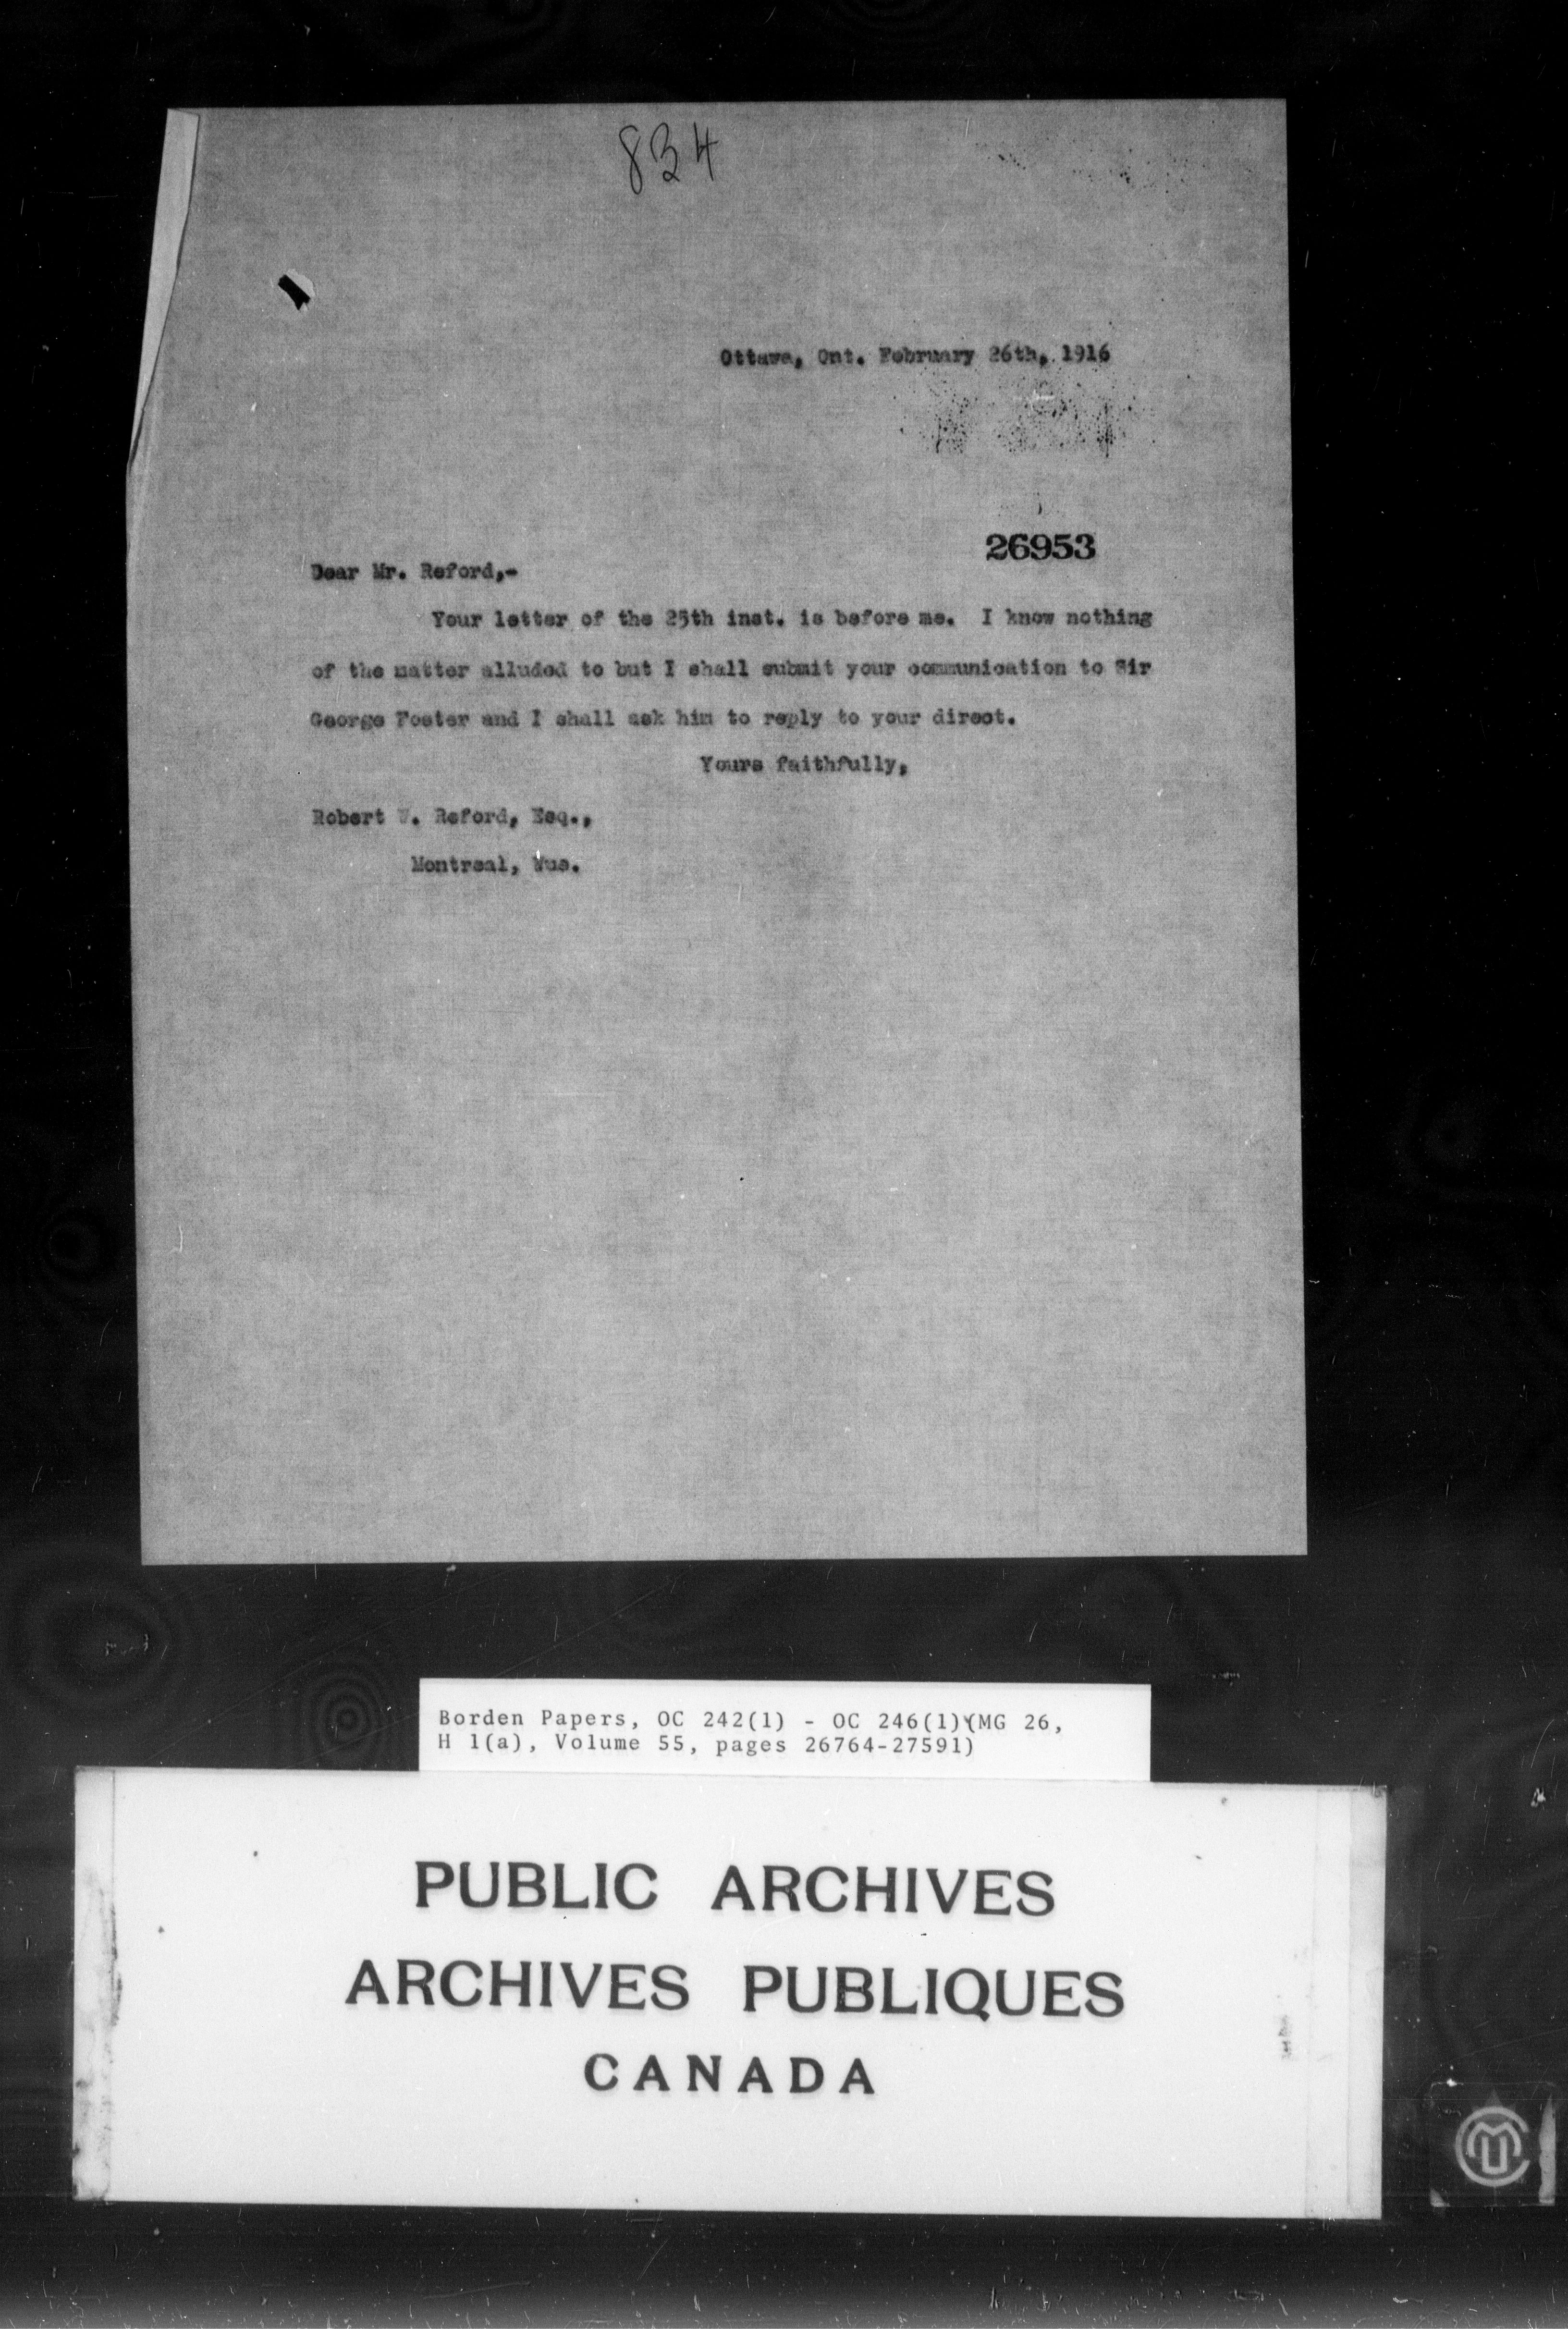 834
Ottawa, Ont. February 26th, 1916
26953
Dear Mr. Reford,-
Your letter of the 25th inst. is before me. I know nothing
of the matter alluded to but I shall submit your communication to Sir
George Foster and I shall ask him to reply to your direct.
Yours faithfully,
Robert W. Reford, Esq.,
Montreal, Wue.
Borden Papers, OC 242(1) - OC 246(1)(MG 26,
H 1(a), Volume 55, pages 26764-27591)
PUBLIC ARCHIVES
ARCHIVES PUBLIQUES
CANADA